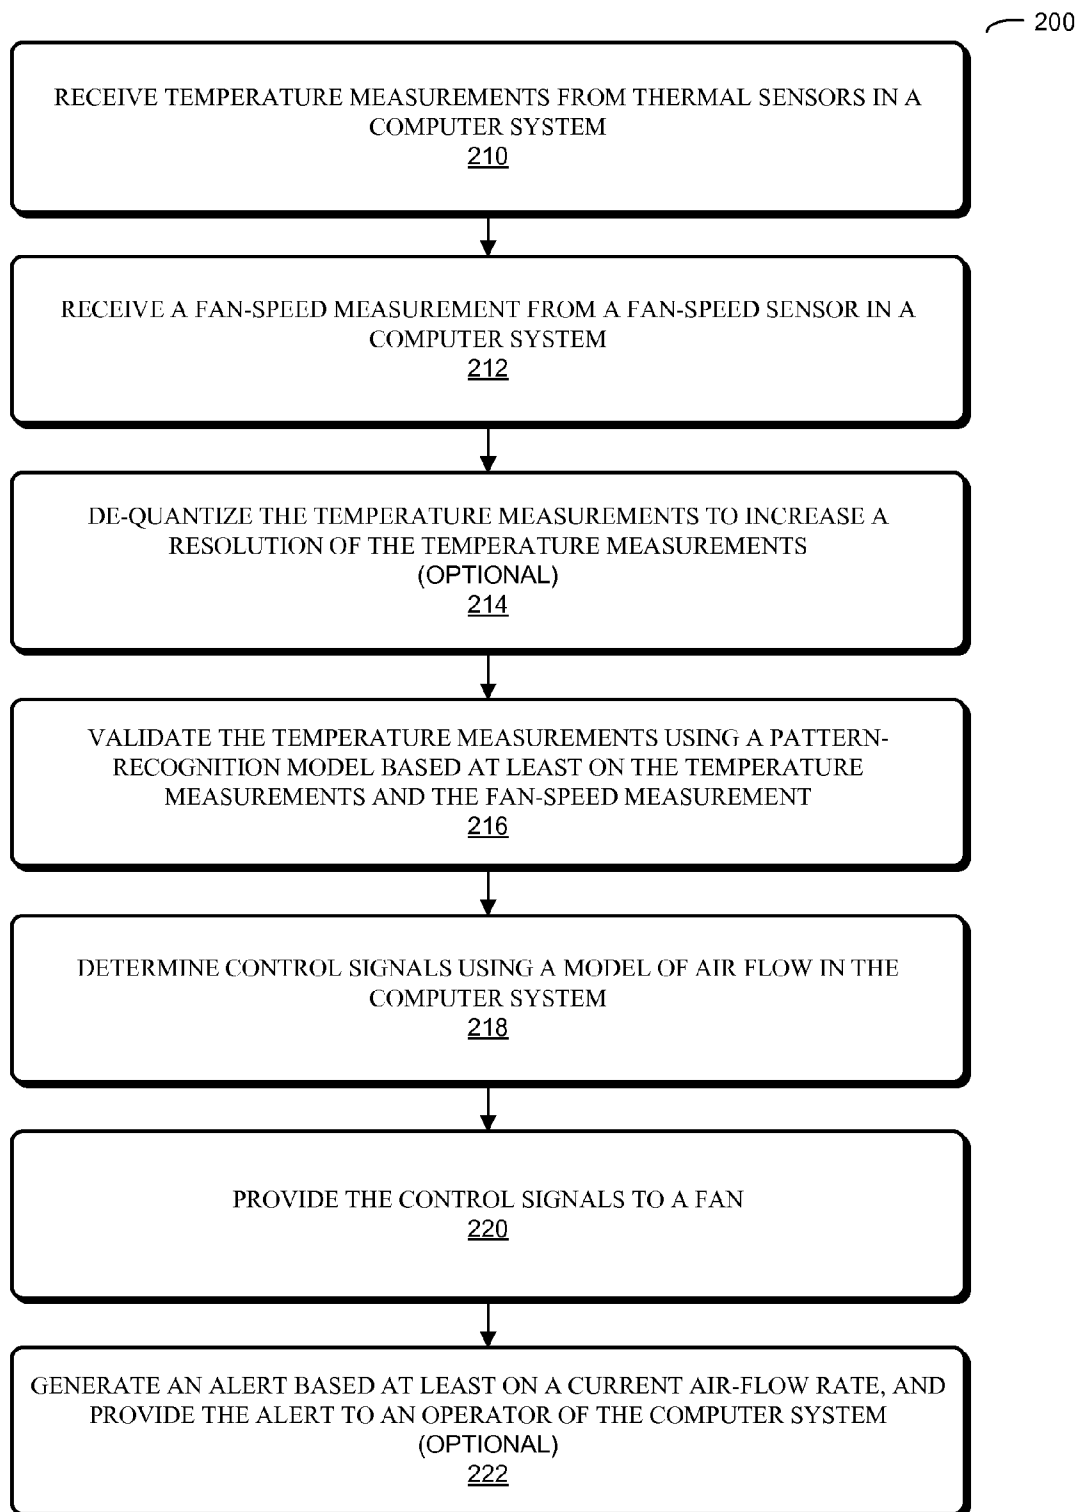 200
RECEIVE TEMPERATURE MEASUREMENTS FROM THERMAL SENSORS IN A
COMPUTER SYSTEM
210
RECEIVE A FAN-SPEED MEASUREMENT FROM A FAN-SPEED SENSOR IN A
COMPUTER SYSTEM
212
DE-QUANTIZE THE TEMPERATURE MEASUREMENTS TO INCREASE A
RESOLUTION OF THE TEMPERATURE MEASUREMENTS
(OPTIONAL)
214
VALIDATE THE TEMPERATURE MEASUREMENTS USING A PATTERN-
RECOGNITION MODEL BASED AT LEAST ON THE TEMPERATURE
MEASUREMENTS AND THE FAN-SPEED MEASUREMENT
216
DETERMINE CONTROL SIGNALS USING A MODEL OF AIR FLOW IN THE
COMPUTER SYSTEM
218
PROVIDE THE CONTROL SIGNALS TO A FAN
220
GENERATE AN ALERT BASED AT LEAST ON A CURRENT AIR-FLOW RATE, AND
PROVIDE THE ALERT TO AN OPERATOR OF THE COMPUTER SYSTEM
(OPTIONAL)
222